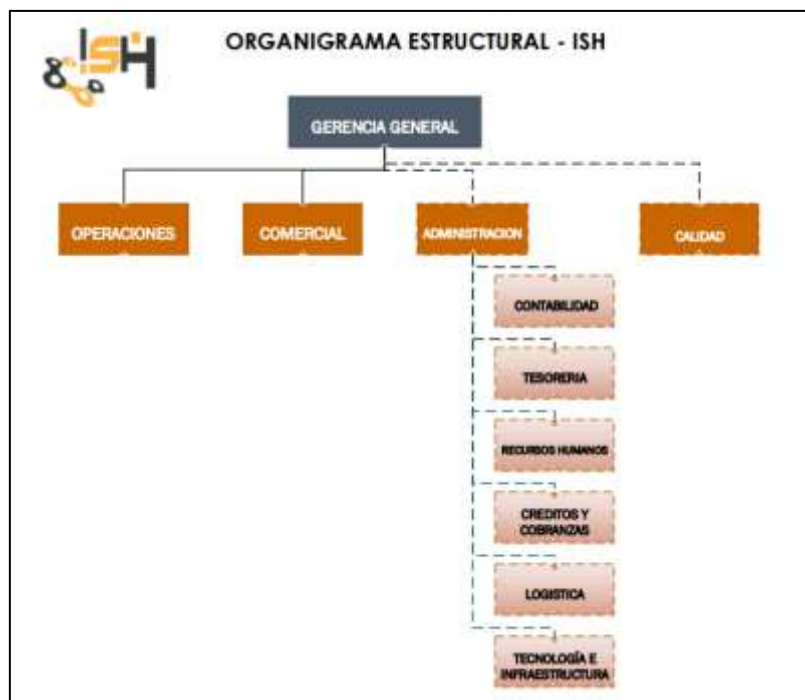 ISH
ORGANIGRAMA ESTRUCTURAL - ISH
GERENCIA GENERAL
OPERACIONES
COMERCIAL
ADMINISTRACION
CALIDAD
CONTABILIDAD
TESORERIA
RECURSOS HUMANOS
CREDITOS Y
COBRANZAS
LOGISTICA
TECNOLOGÍA E
INFRAESTRUCTURA